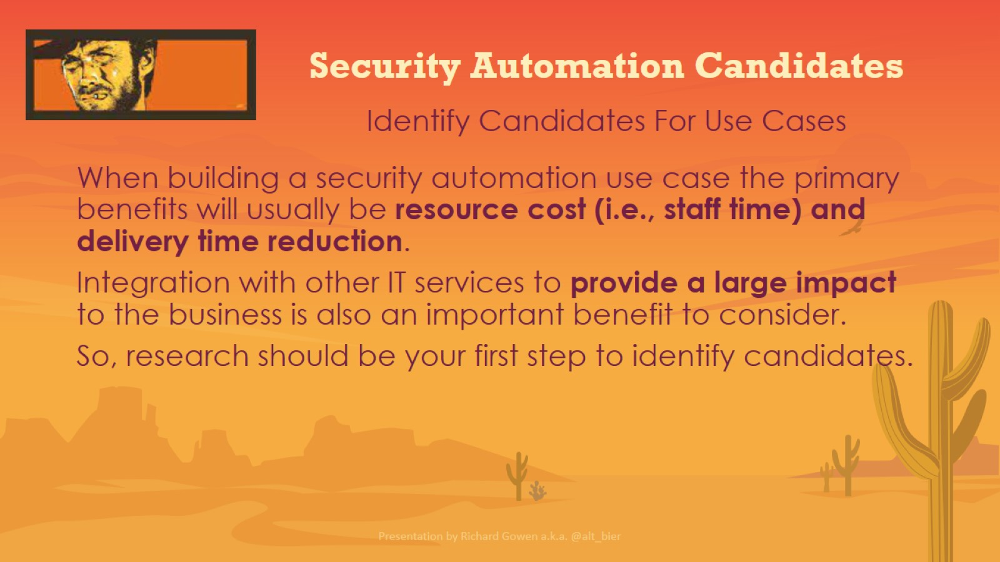 Security Automation Candidates
Identify Candidates For Use Cases
When building a security automation use case the primary
benefits will usually be resource cost (i.e., staff time) and
delivery time reduction.
Integration with other IT services to provide a large impact
to the business is also an important benefit to consider.
So, research should be your first step to identify candidates.
Presentation by Richard Gowen a.k.a. @alt_bier